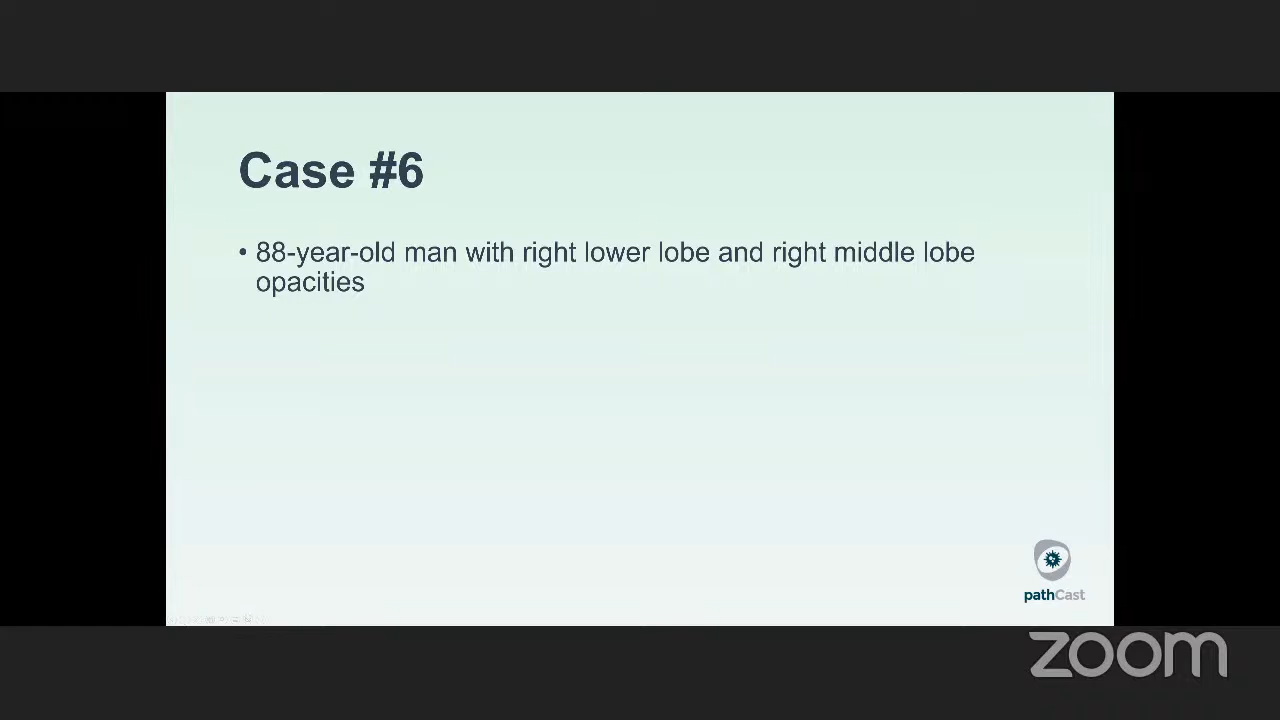 Case #6
• 88-year-old man with right lower lobe and right middle lobe
opacities
pathCast
zoom